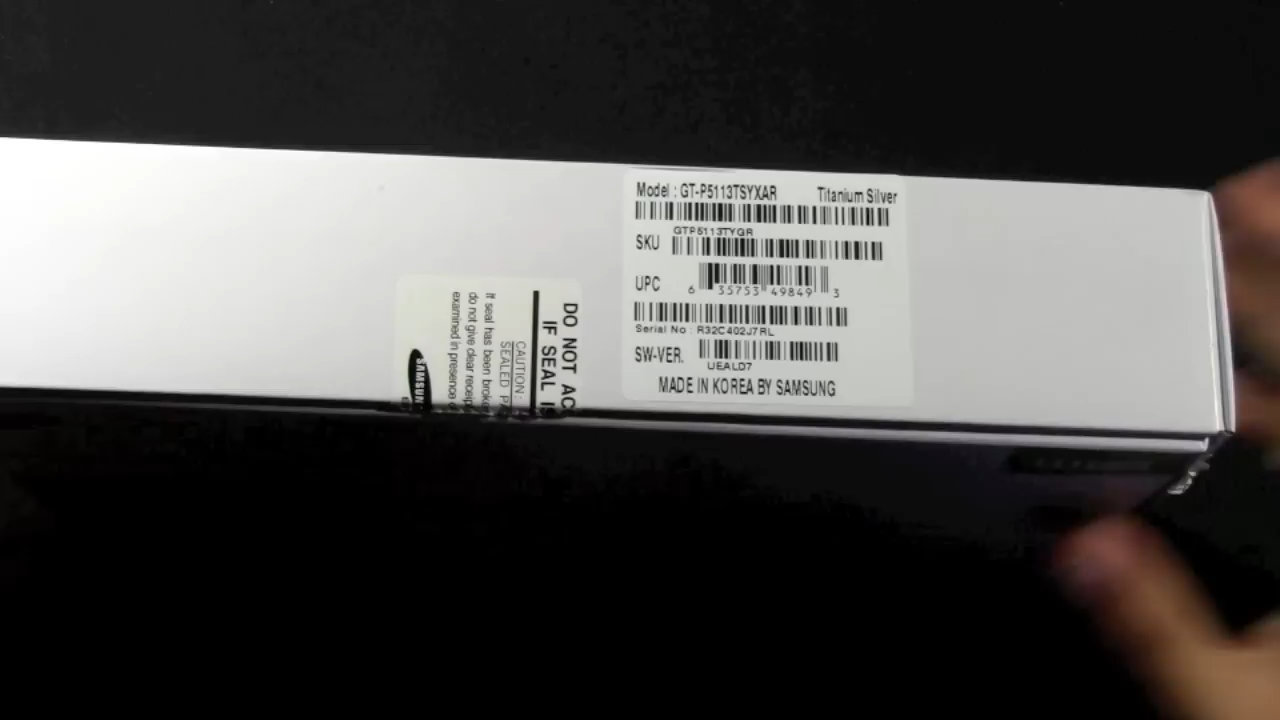 Model : GT-P5113TSYXAR Titanium Silver
GTP5113TYGR
SKU
UPC
6 35753 49849 3
Serial No : R32C402J7RL
SW-VER.
UEALD7
MADE IN KOREA BY SAMSUNG
DO NOT AC
IF SEAL
CAUTION:
SEALED
If seal has been broke
do not give clear receip
examined in presence
SAMSUN